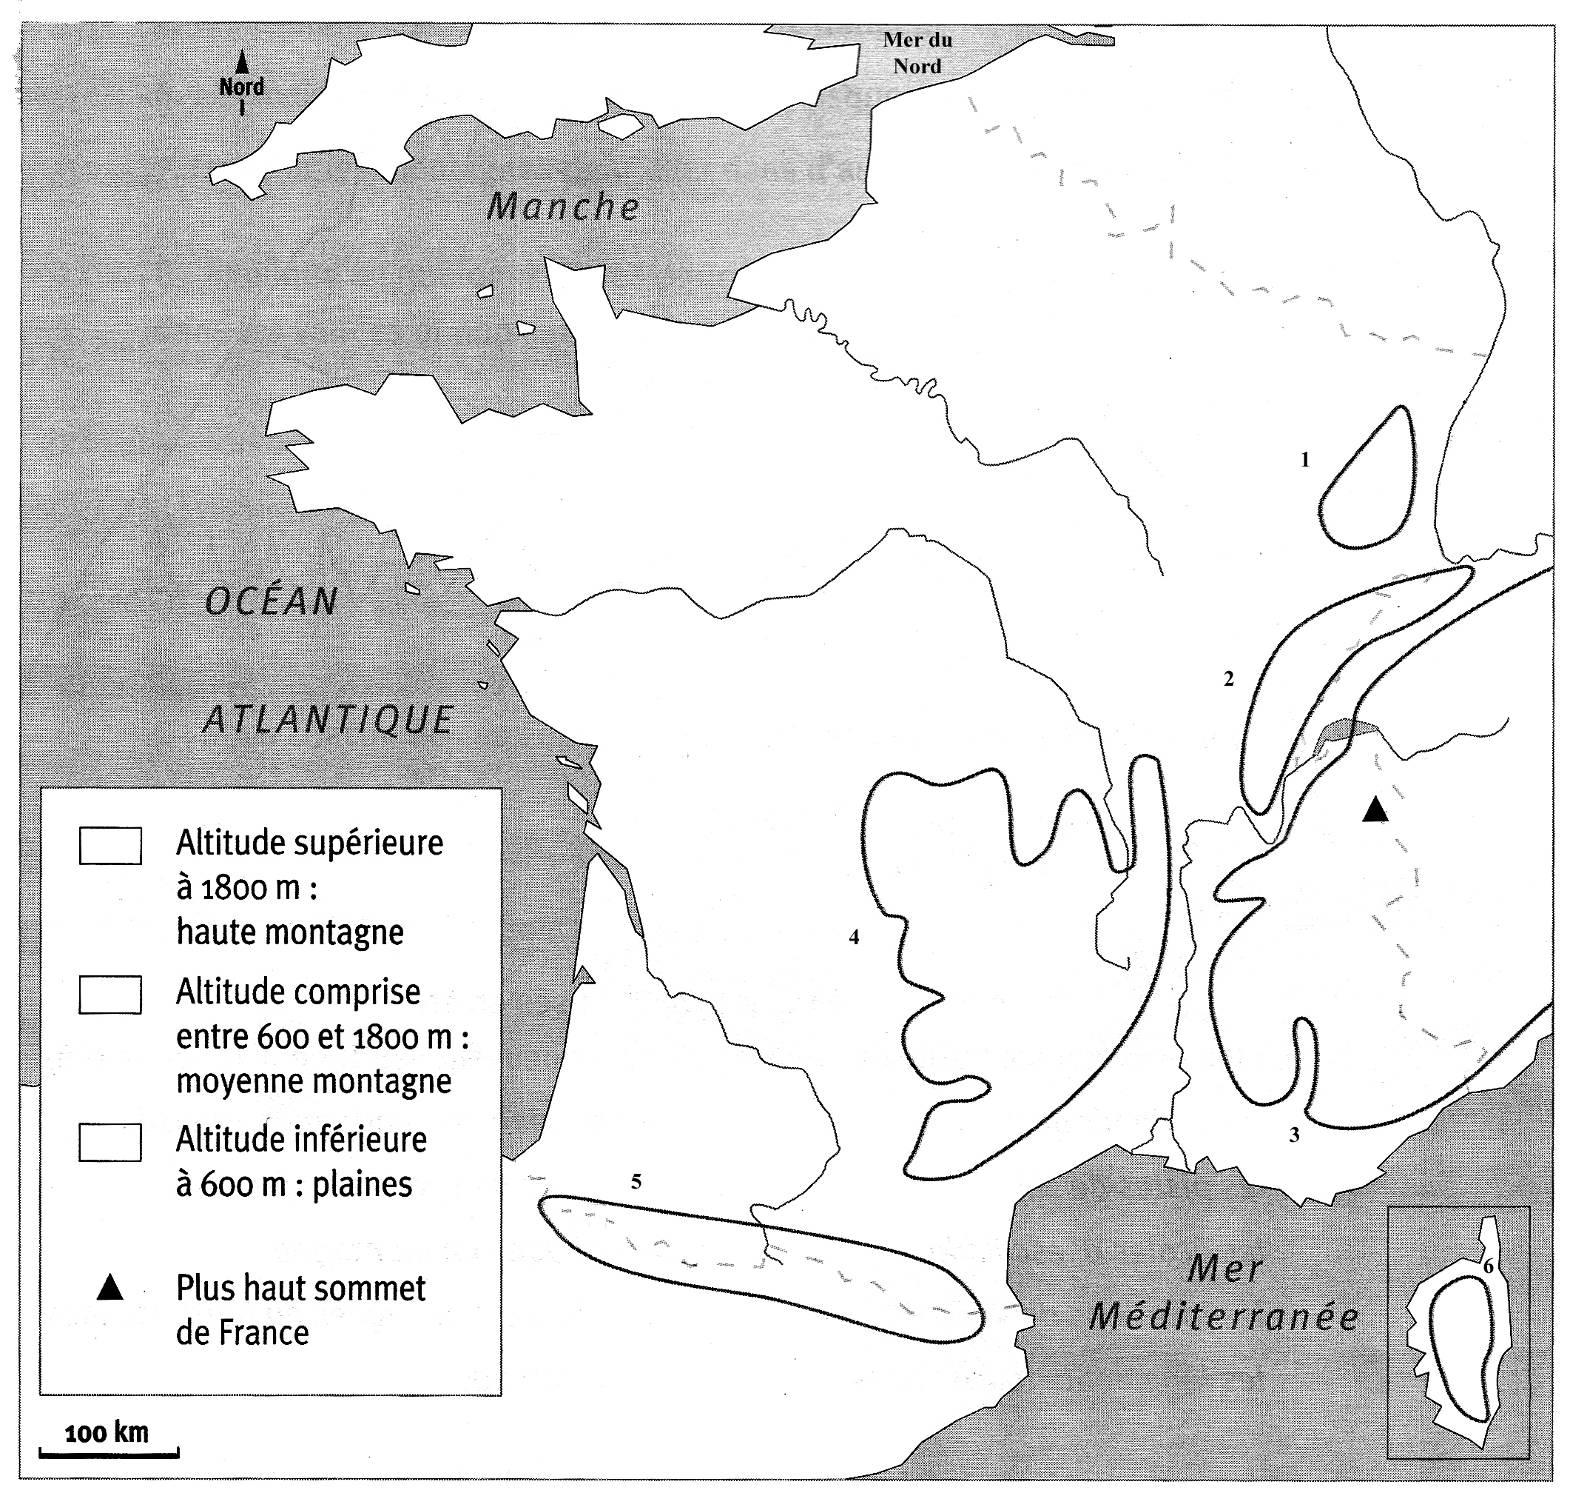 Mer du
Nord
Nord
Manche
1
OCÉAN
2
ATLANTIQUE
Altitude supérieure
à 1800 m :
haute montagne
4
Altitude comprise
entre 600 et 1800 m :
moyenne montagne
3
Altitude inférieure
à 600 m : plaines
5
Mer
Méditerranée
6
Plus haut sommet
de France
100 km